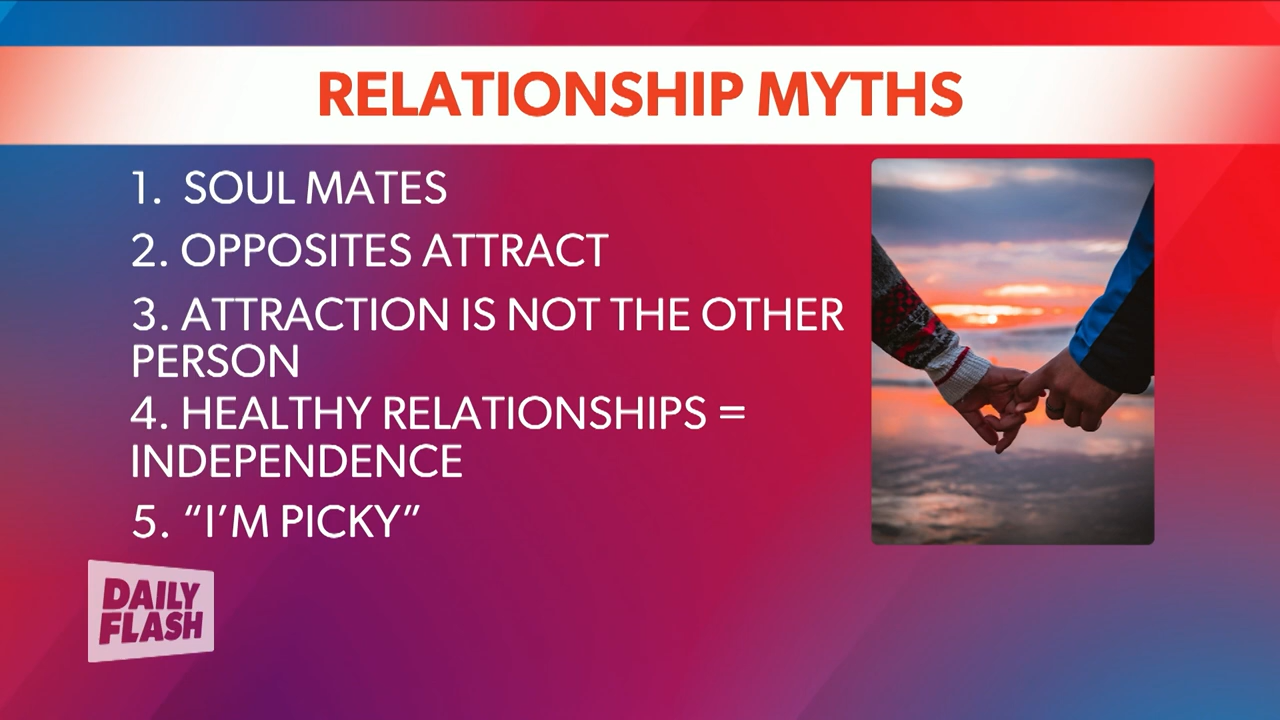 RELATIONSHIP MYTHS
1. SOUL MATES
2. OPPOSITES ATTRACT
3. ATTRACTION IS NOT THE OTHER
PERSON
4. HEALTHY RELATIONSHIPS =
INDEPENDENCE
5. “I’M PICKY”
DAILY
FLASH